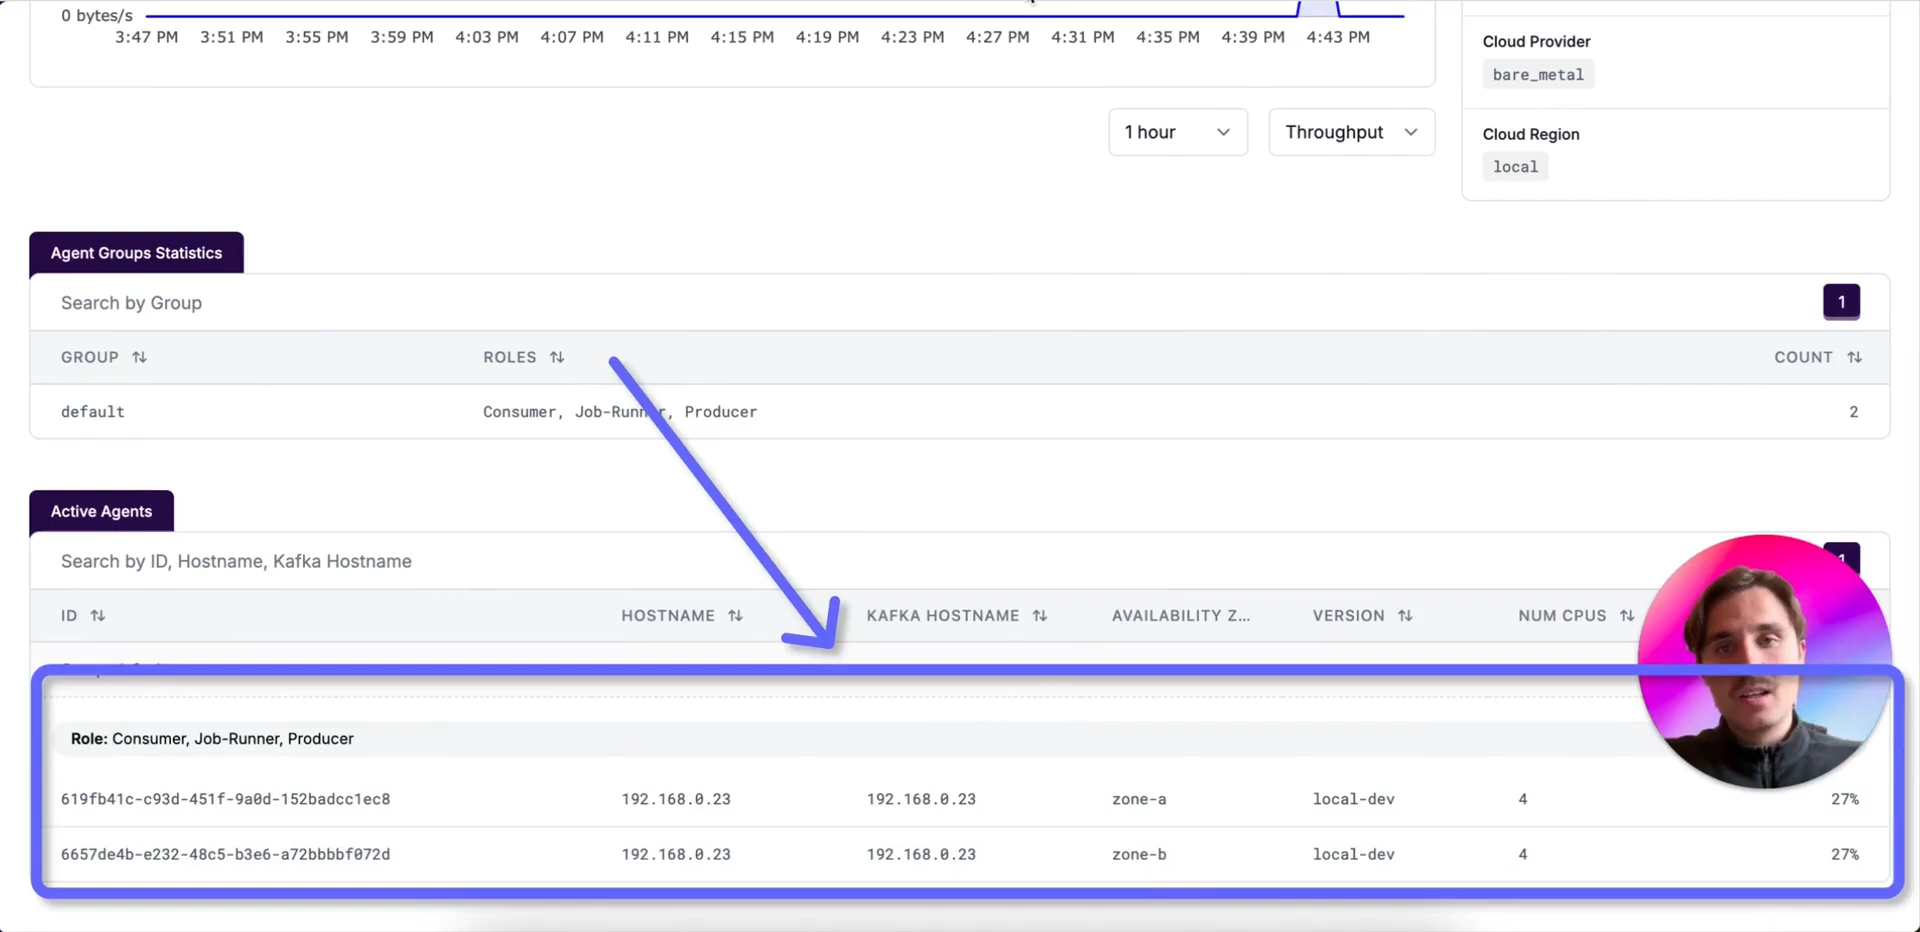 0 bytes/s
3:47 PM 3:51 PM 3:55 PM 3:59 PM 4:03 PM 4:07 PM 4:11 PM 4:15 PM 4:19 PM 4:23 PM 4:27 PM 4:31 PM 4:35 PM 4:39 PM 4:43 PM
Cloud Provider
bare_metal
1 hour
Throughput
Cloud Region
local
Agent Groups Statistics
Search by Group
1
GROUP ROLES COUNT
default Consumer, Job-Runner, Producer 2
Active Agents
Search by ID, Hostname, Kafka Hostname
1
ID HOSTNAME KAFKA HOSTNAME AVAILABILITY Z... VERSION NUM CPUS
Role: Consumer, Job-Runner, Producer
619fb41c-c93d-451f-9a0d-152badcc1ec8 192.168.0.23 192.168.0.23 zone-a local-dev 4 27%
6657de4b-e232-48c5-b3e6-a72bbbbf072d 192.168.0.23 192.168.0.23 zone-b local-dev 4 27%